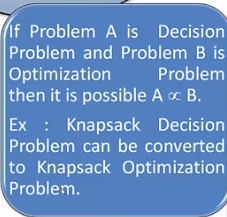 If Problem A is Decision
Problem and Problem B is
Optimization Problem
then it is possible A ∝ B.
Ex : Knapsack Decision
Problem can be converted
to Knapsack Optimization
Problem.